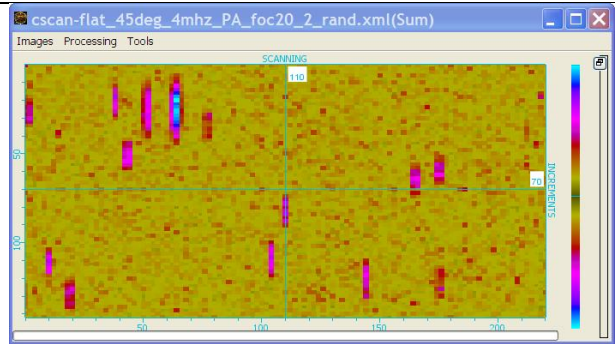 cscan-flat_45deg_4mhz_PA_foc20_2_rand.xml(Sum)
Images Processing Tools
SCANNING
110
50
70
INCREMENTS
100
50
100
150
200